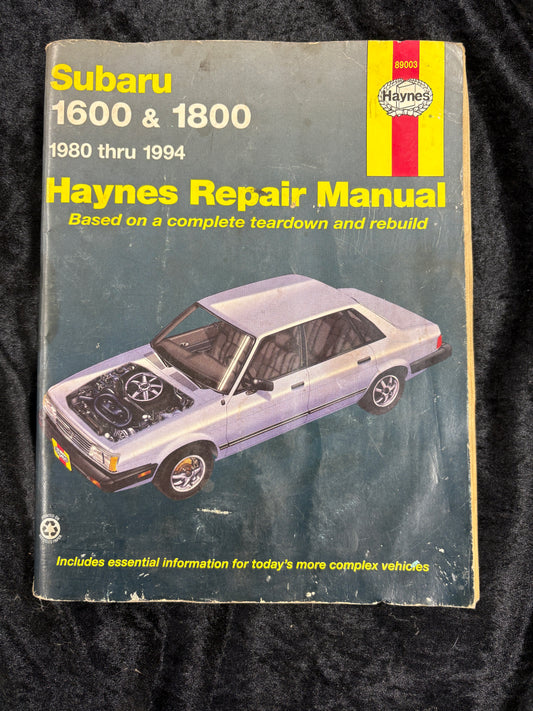 89003
Haynes
Subaru
1600 & 1800
1980 thru 1994
Haynes Repair Manual
Based on a complete teardown and rebuild
Includes essential information for today's more complex vehicles